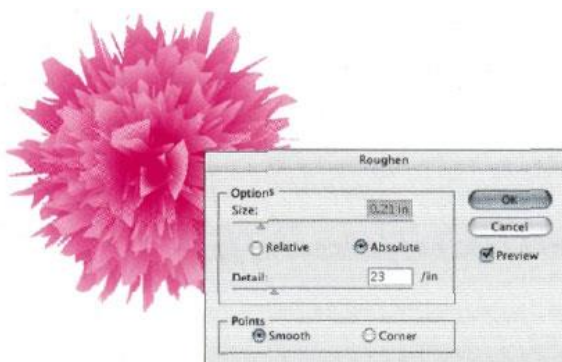 Roughen
Options
Size: 0.21 in
Relative Absolute
Detail: 23 /in
Points
Smooth Corner
OK
Cancel
Preview